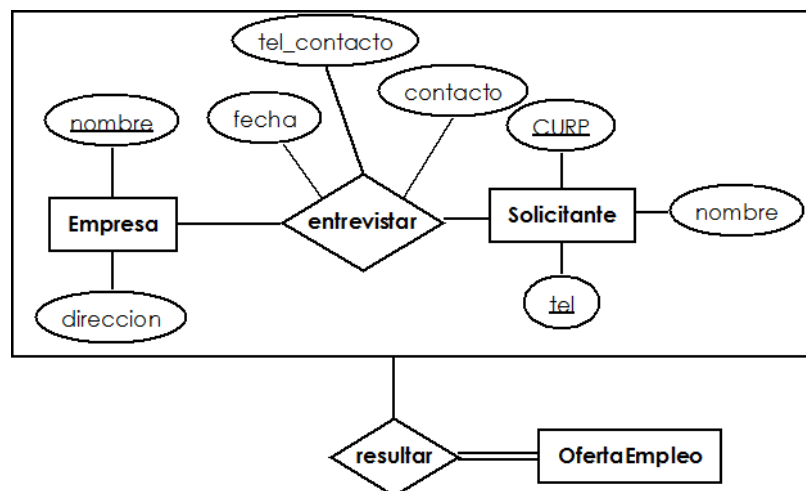 tel_contacto
contacto
nombre
fecha
CURP
Empresa
entrevistar
Solicitante
nombre
direccion
tel
resultar
OfertaEmpleo